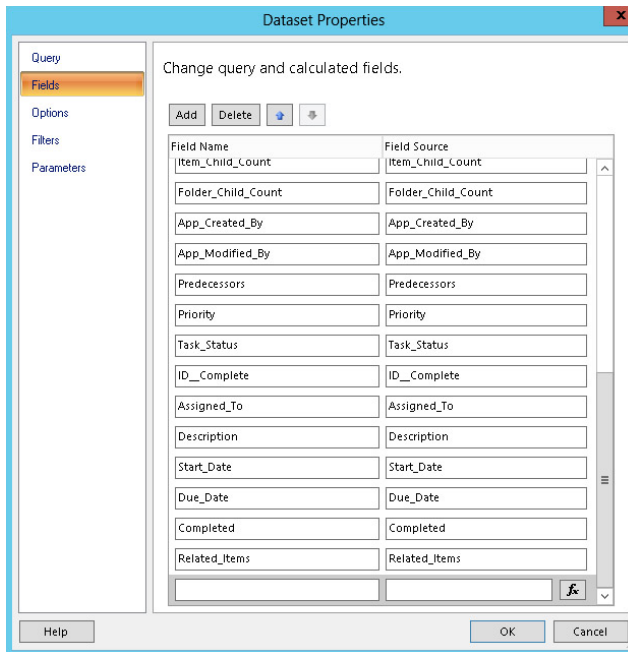 Dataset Properties
x
Query
Fields
Options
Filters
Parameters
Change query and calculated fields.
Add Delete
Field Name Field Source
Item_Child_Count Item_Child_Count
Folder_Child_Count Folder_Child_Count
App_Created_By App_Created_By
App_Modified_By App_Modified_By
Predecessors Predecessors
Priority Priority
Task_Status Task_Status
ID__Complete ID__Complete
Assigned_To Assigned_To
Description Description
Start_Date Start_Date
Due_Date Due_Date
Completed Completed
Related_Items Related_Items
fx
Help OK Cancel